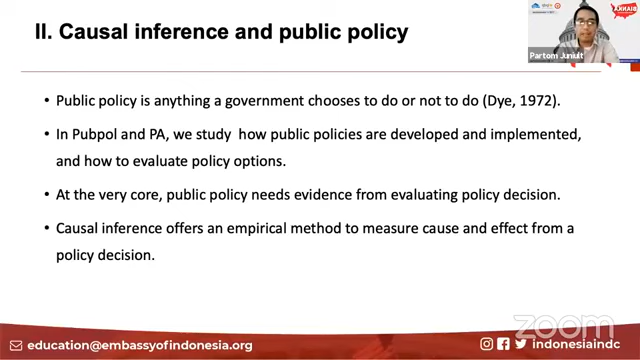 II. Causal inference and public policy
Partom Juniult
• Public policy is anything a government chooses to do or not to do (Dye, 1972).
• In Pubpol and PA, we study how public policies are developed and implemented,
and how to evaluate policy options.
• At the very core, public policy needs evidence from evaluating policy decision.
• Causal inference offers an empirical method to measure cause and effect from a
policy decision.
zoom
education@embassyofindonesia.org
indonesiaindc